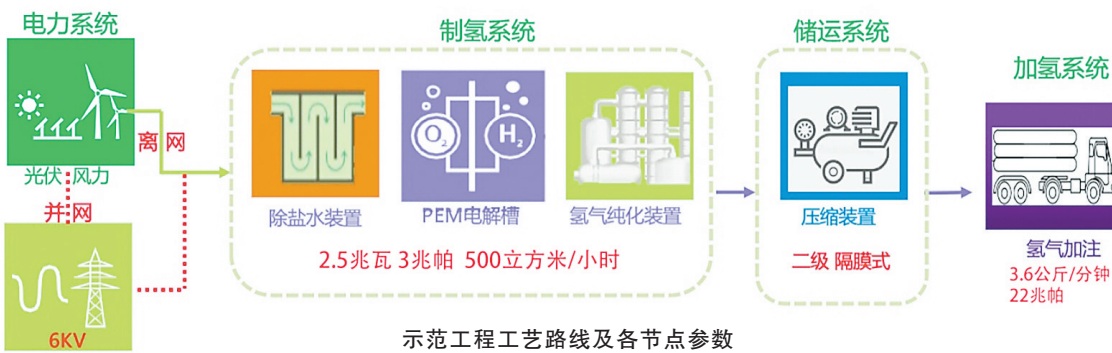 电力系统
光伏 风力
离 网
并 网
6KV
制氢系统
除盐水装置
O₂
H₂
PEM电解槽
氢气纯化装置
2.5兆瓦 3兆帕 500立方米/小时
储运系统
压缩装置
二级 隔膜式
加氢系统
氢气加注
3.6公斤/分钟
22兆帕
示范工程工艺路线及各节点参数